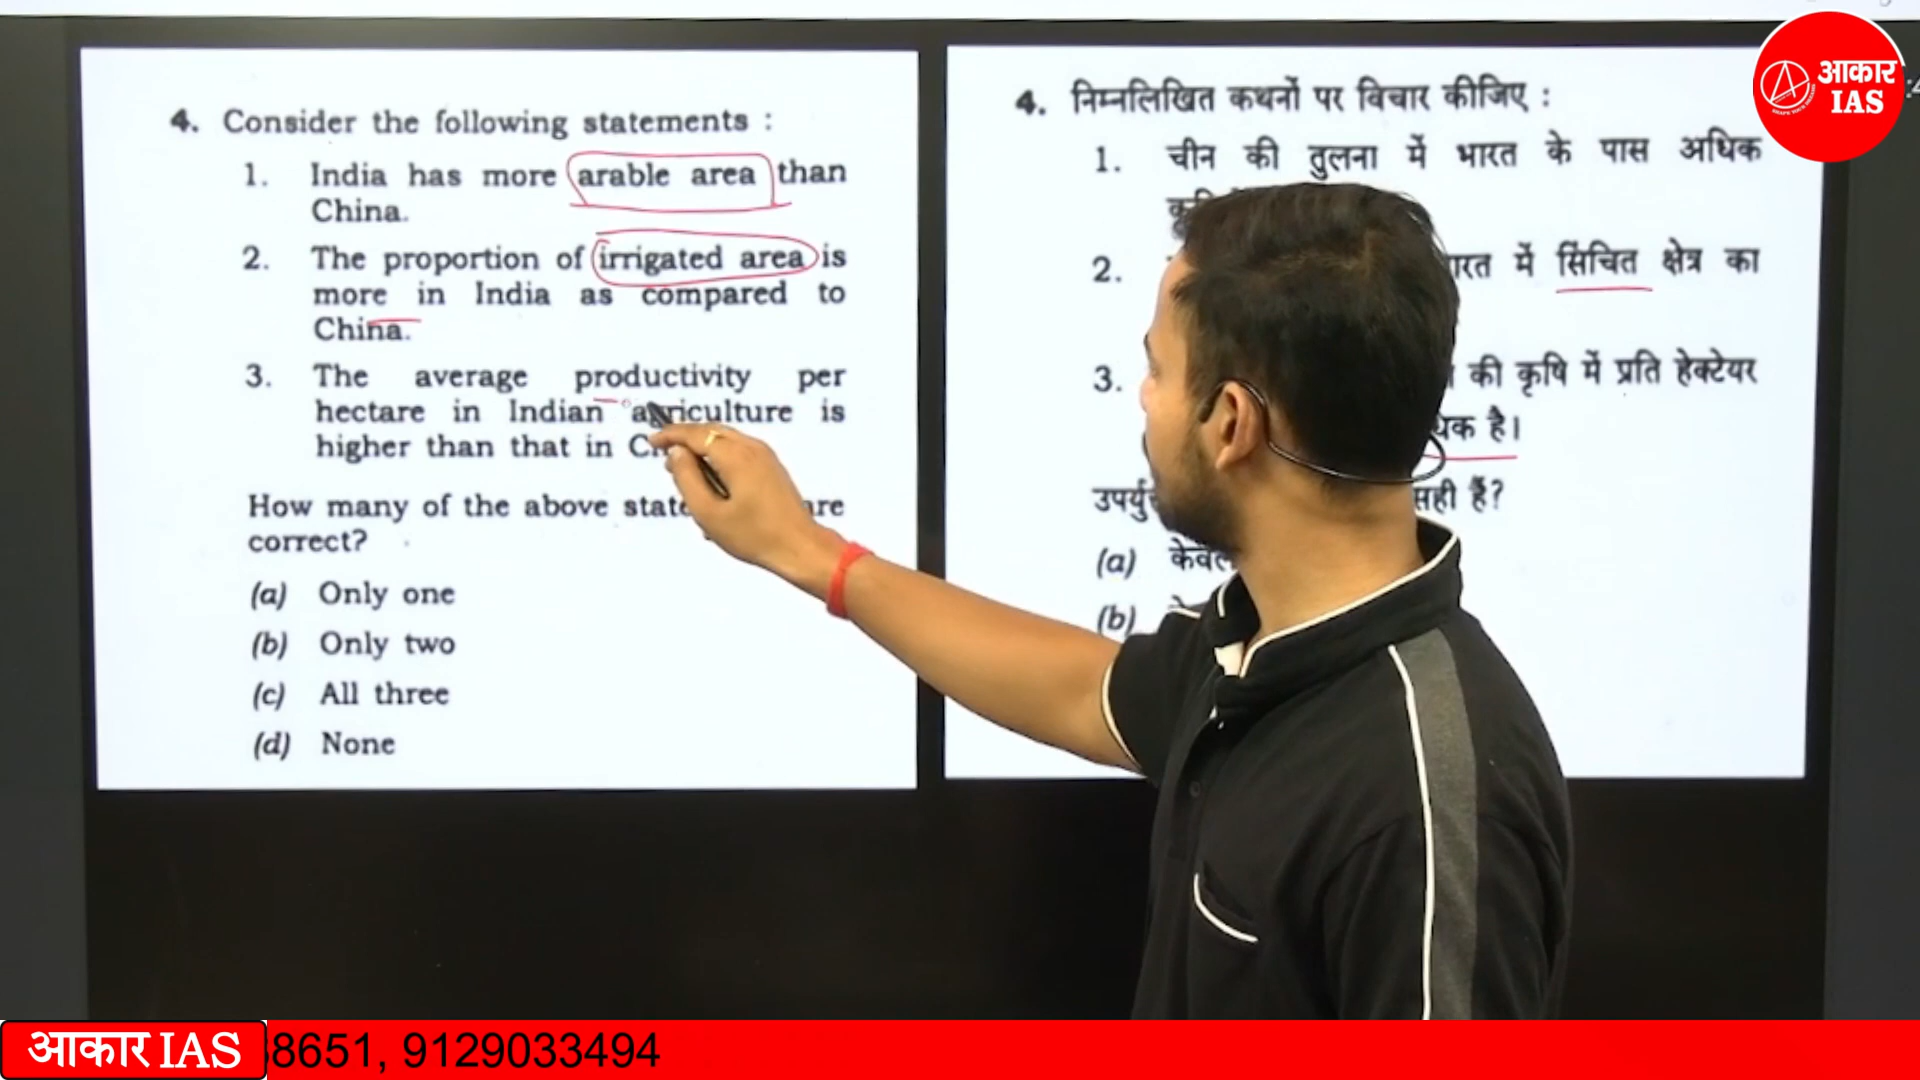 4. Consider the following statements :
1. India has more arable area than
China.
2. The proportion of irrigated area is
more in India as compared to
China.
3. The average productivity per
hectare in Indian agriculture is
higher than that in
How many of the above are
correct?
(a) Only one
(b) Only two
(c) All three
(d) None
4. निम्नलिखित कथनों पर विचार कीजिए :
1. चीन की तुलना में भारत के पास अधिक
2. में सिंचित क्षेत्र का
3. की कृषि में प्रति हेक्टेयर
है।
सही हैं?
(a)
(b)
आकार
IAS
आकार IAS 8651, 9129033494